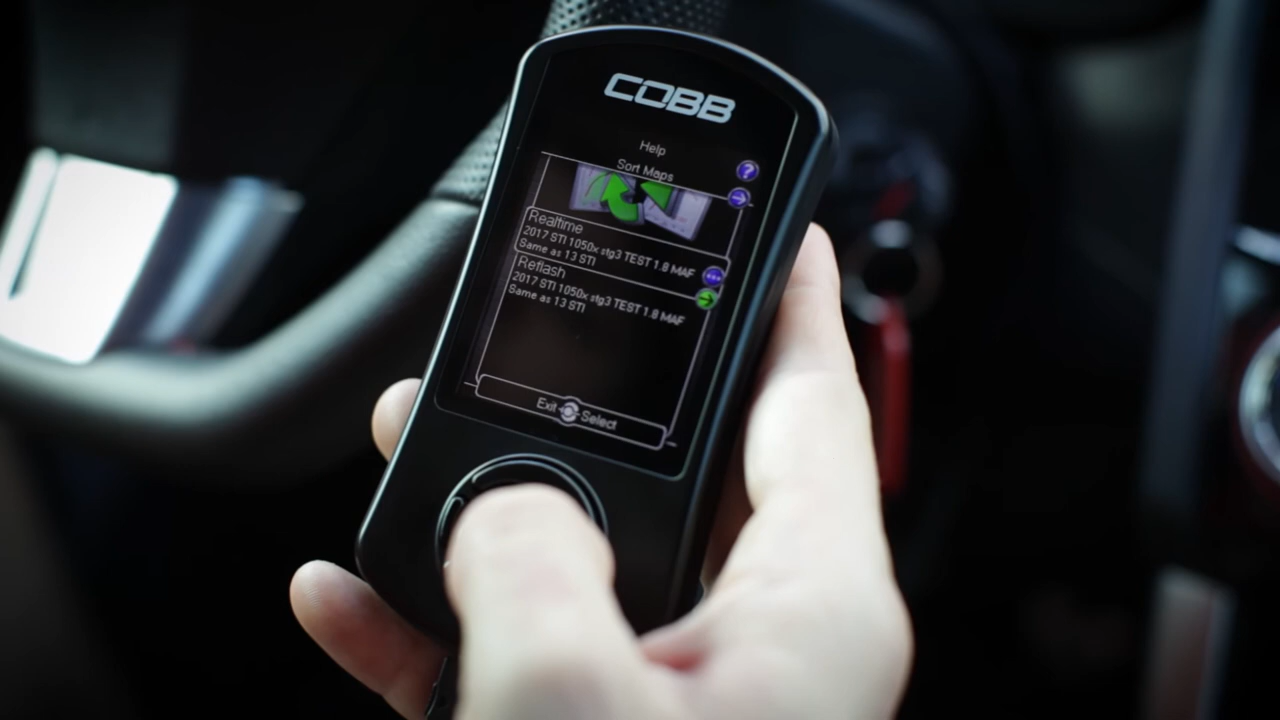 COBB
Help
Sort Maps
?
Realtime
2017 STI 1050x stg3 TEST 1.8 MAF
Same as 13 STI
Reflash
2017 STI 1050x stg3 TEST 1.8 MAF
Same as 13 STI
Exit Select